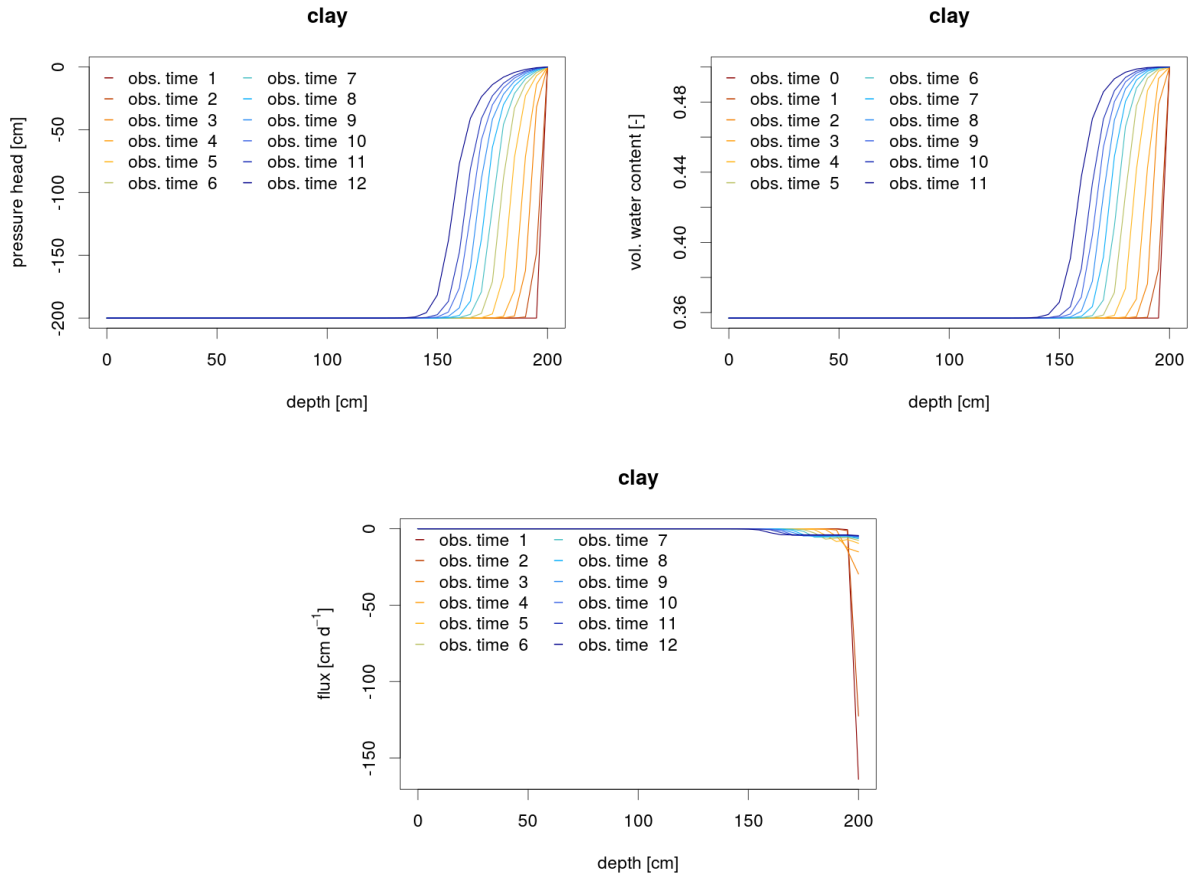 clay
pressure head [cm]
0
-50
-100
-150
-200
obs. time 1
obs. time 2
obs. time 3
obs. time 4
obs. time 5
obs. time 6
obs. time 7
obs. time 8
obs. time 9
obs. time 10
obs. time 11
obs. time 12
0 50 100 150 200
depth [cm]
clay
vol. water content [-]
0.48
0.44
0.40
0.36
obs. time 0
obs. time 1
obs. time 2
obs. time 3
obs. time 4
obs. time 5
obs. time 6
obs. time 7
obs. time 8
obs. time 9
obs. time 10
obs. time 11
0 50 100 150 200
depth [cm]
clay
flux [cm d⁻¹]
0
-50
-100
-150
obs. time 1
obs. time 2
obs. time 3
obs. time 4
obs. time 5
obs. time 6
obs. time 7
obs. time 8
obs. time 9
obs. time 10
obs. time 11
obs. time 12
0 50 100 150 200
depth [cm]